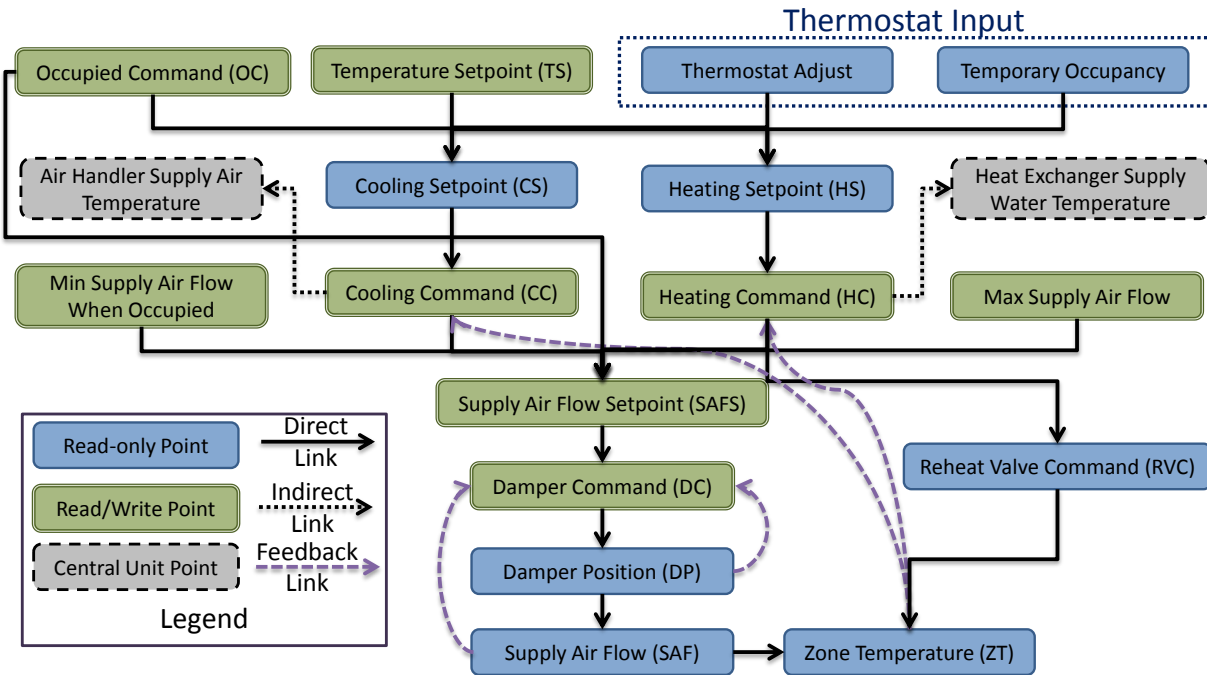 Thermostat Input
Occupied Command (OC)
Temperature Setpoint (TS)
Thermostat Adjust
Temporary Occupancy
Air Handler Supply Air
Temperature
Cooling Setpoint (CS)
Heating Setpoint (HS)
Heat Exchanger Supply
Water Temperature
Min Supply Air Flow
When Occupied
Cooling Command (CC)
Heating Command (HC)
Max Supply Air Flow
Supply Air Flow Setpoint (SAFS)
Reheat Valve Command (RVC)
Damper Command (DC)
Damper Position (DP)
Supply Air Flow (SAF)
Zone Temperature (ZT)
Read-only Point
Direct
Link
Read/Write Point
Indirect
Link
Central Unit Point
Feedback
Link
Legend